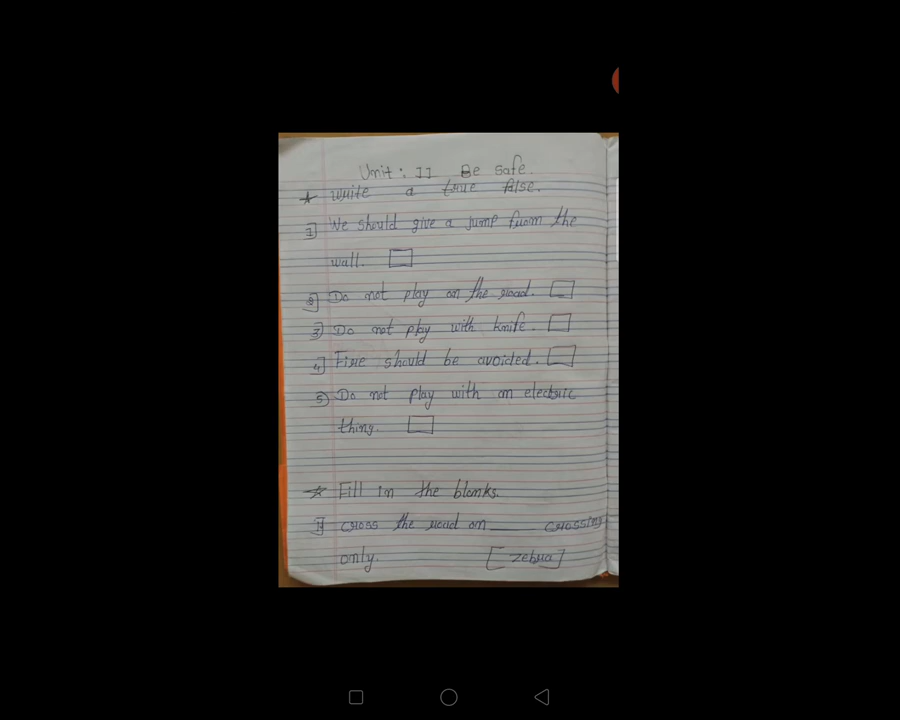 Unit : II Be safe.
★ Write a true false.
1] We should give a jump from the
wall. 
2] Do not play on the road.
3] Do not play with knife.
4] Fire should be avoided.
5] Do not play with an electric
thing.
★ Fill in the blanks.
1] cross the road on ____ crossing
only. [zebra]